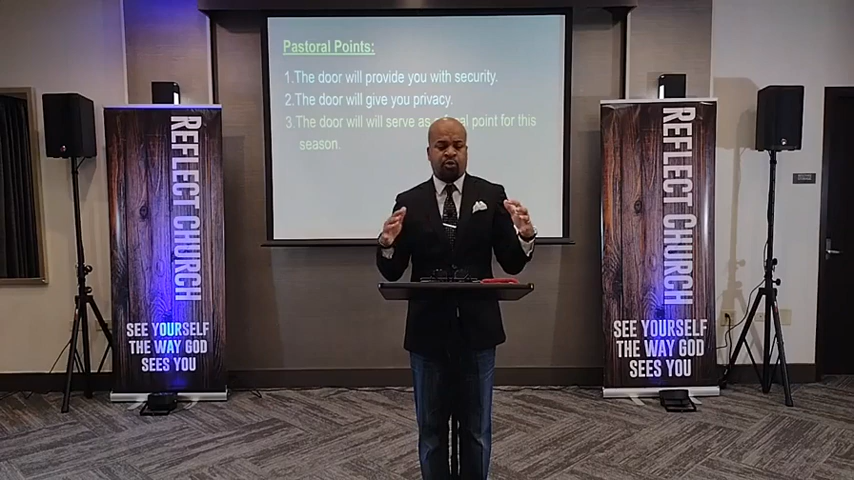 Pastoral Points:
1.The door will provide you with security.
2.The door will give you privacy.
3.The door will will serve as point for this
season.
REFLECT CHURCH
SEE YOURSELF
THE WAY GOD
SEES YOU
REFLECT CHURCH
SEE YOURSELF
THE WAY GOD
SEES YOU